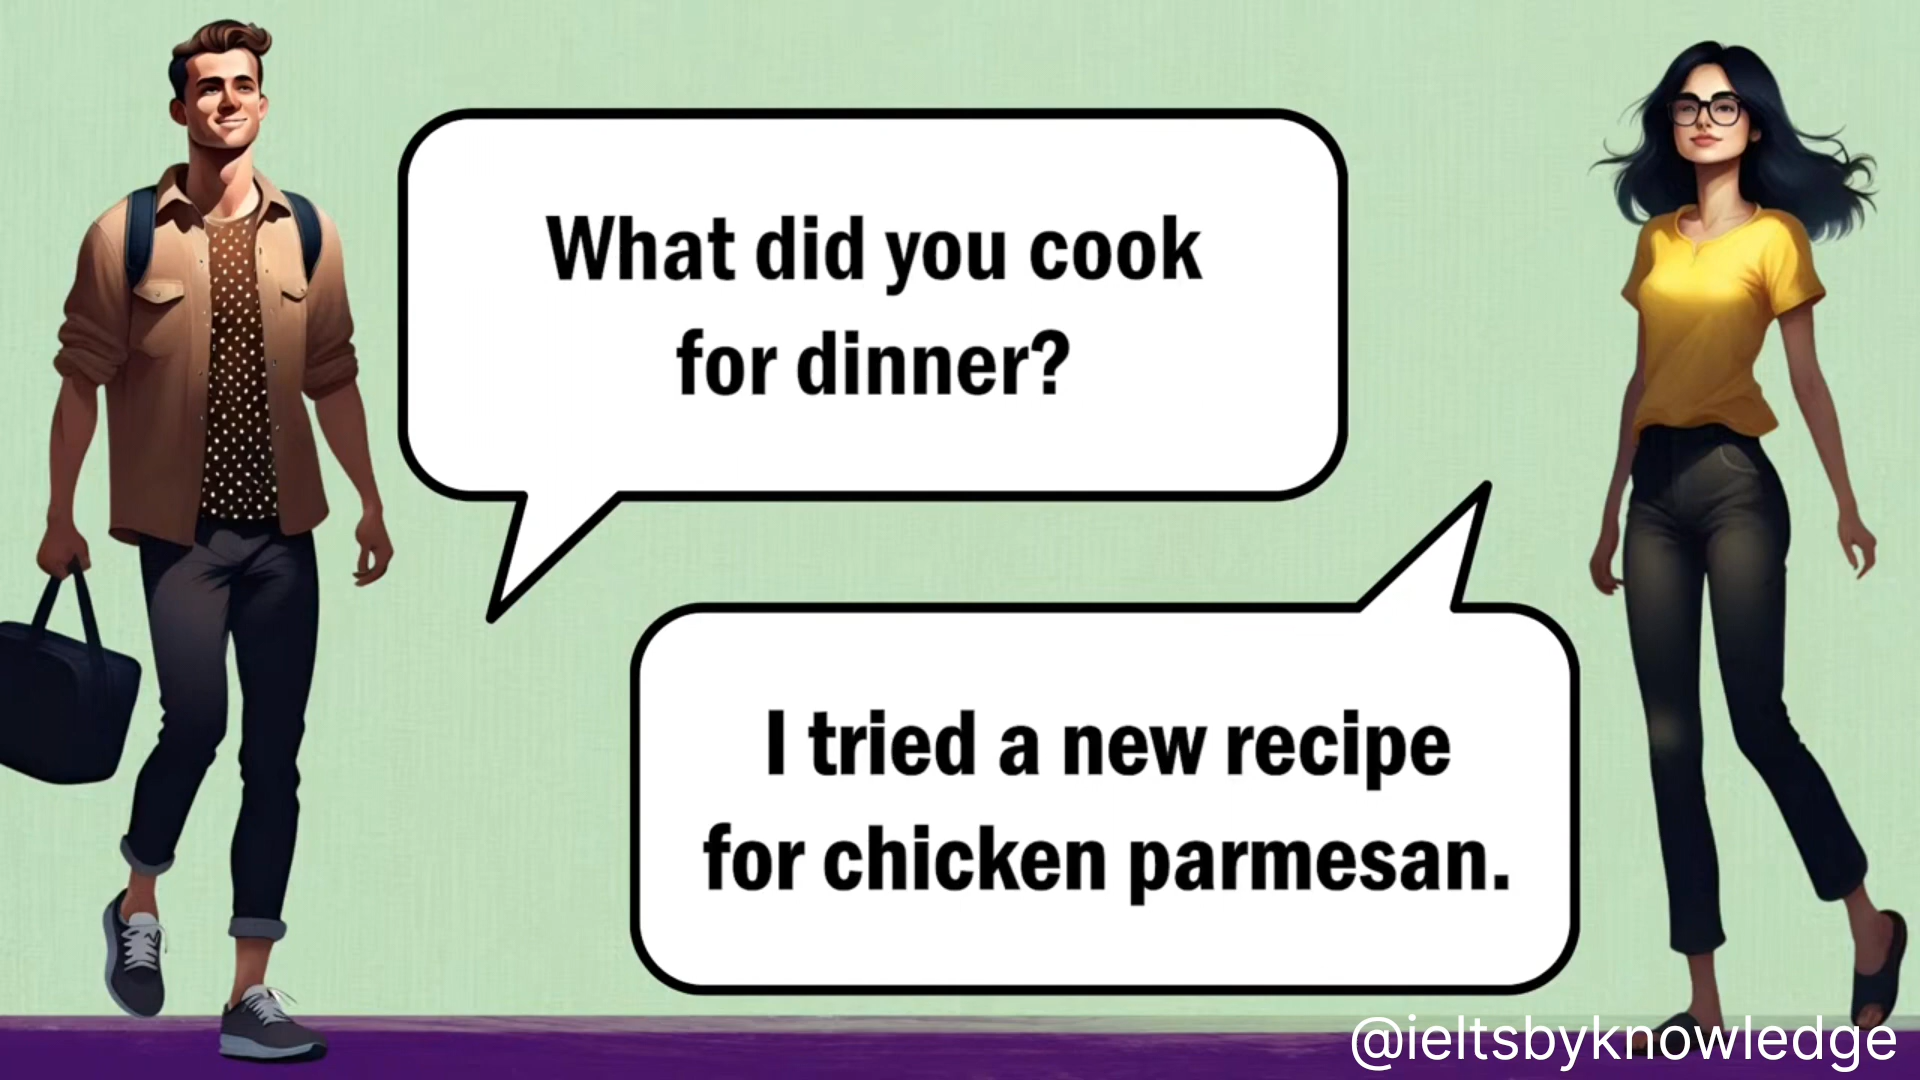 What did you cook
for dinner?
I tried a new recipe
for chicken parmesan.
@ieltsbyknowledge